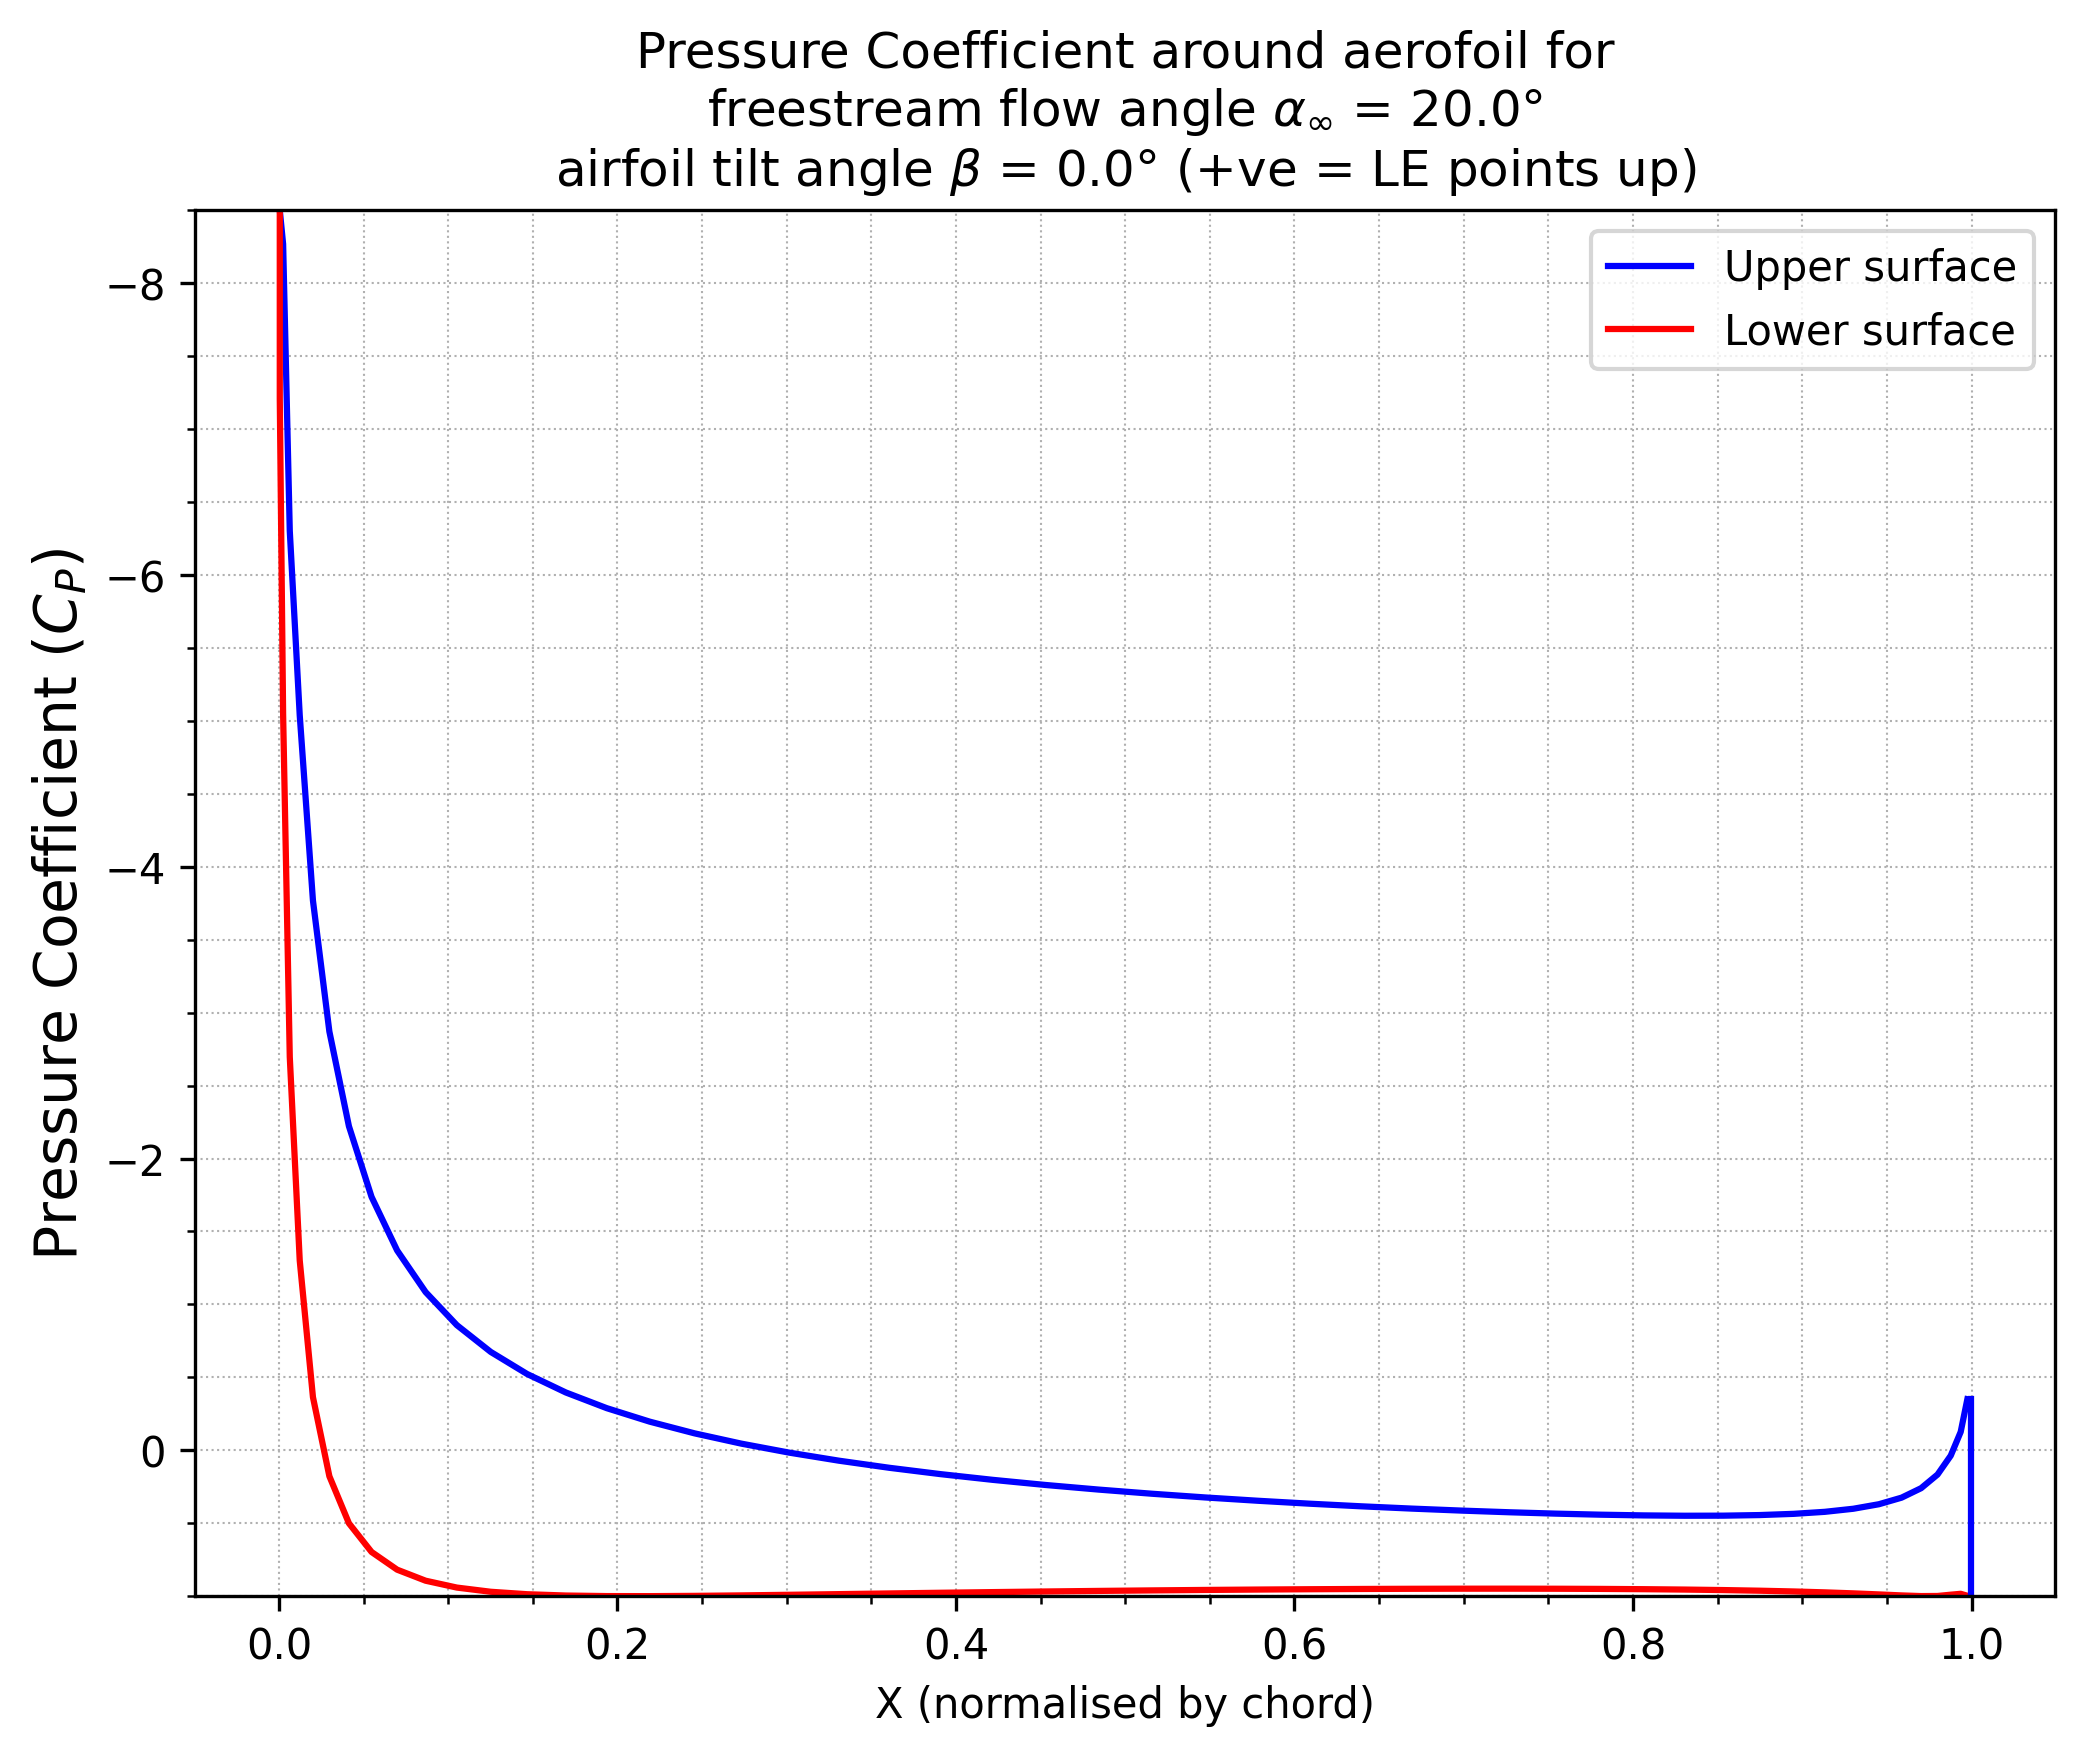 Pressure Coefficient around aerofoil for
freestream flow angle α∞ = 20.0°
airfoil tilt angle β = 0.0° (+ve = LE points up)
Upper surface
Lower surface
Pressure Coefficient (C_P)
−8
−6
−4
−2
0
0.0 0.2 0.4 0.6 0.8 1.0
X (normalised by chord)